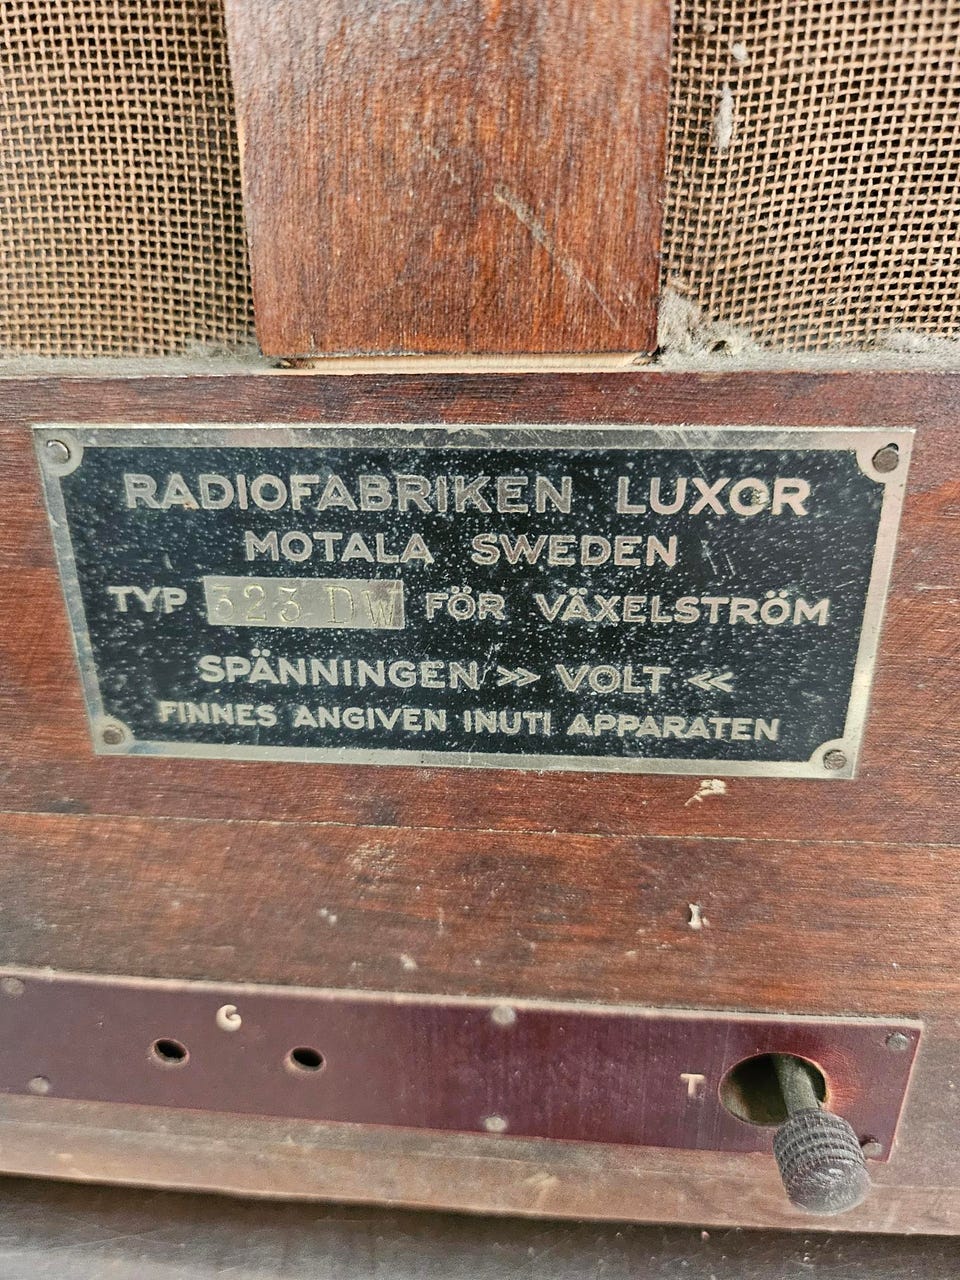 RADIOFABRIKEN LUXOR
MOTALA SWEDEN
TYP 323 DW FÖR VÄXELSTRÖM
SPÄNNINGEN >> VOLT <<
FINNES ANGIVEN INUTI APPARATEN
G
T